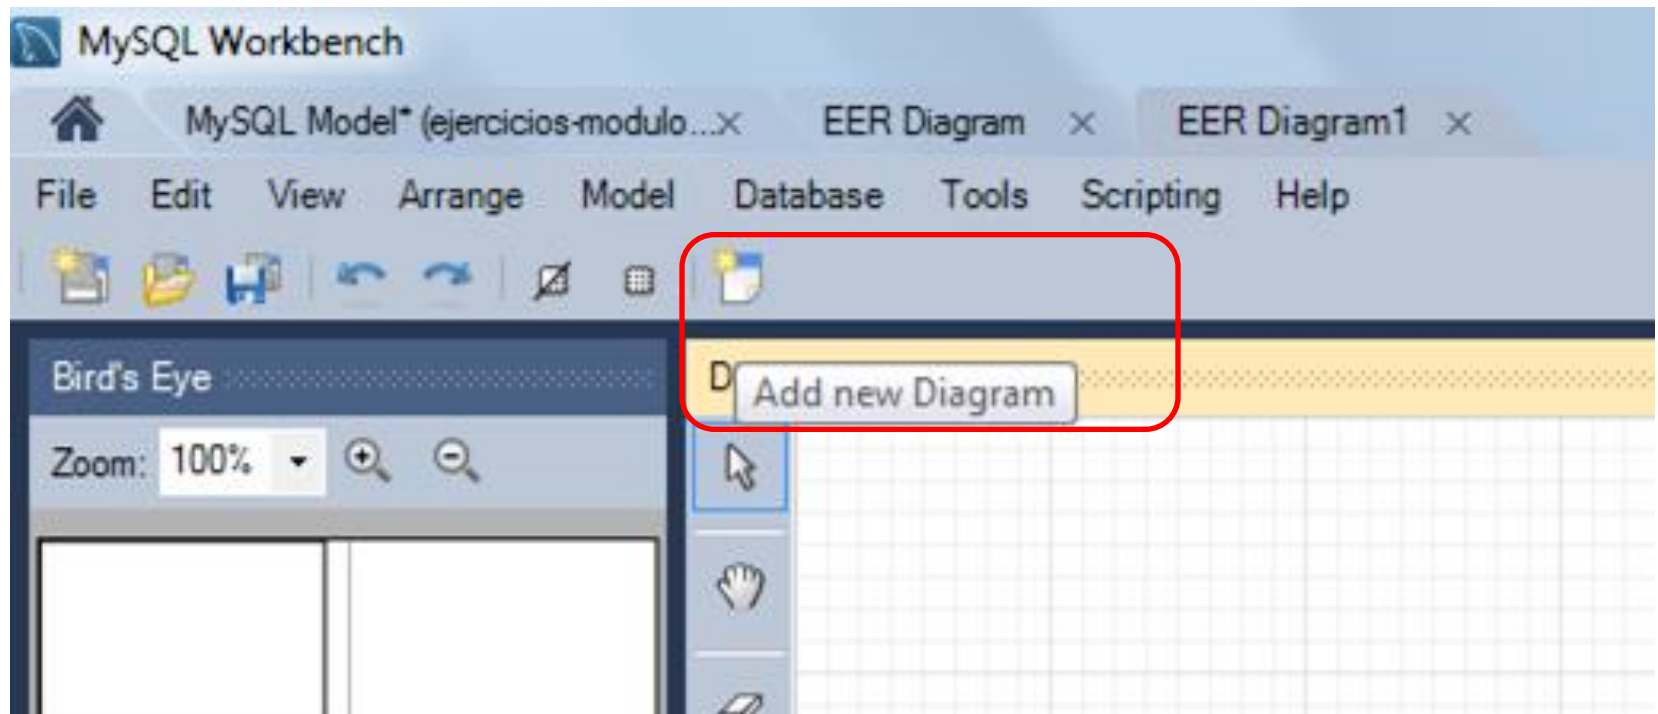 MySQL Workbench
MySQL Model* (ejercicios-modulo... EER Diagram EER Diagram1
File Edit View Arrange Model Database Tools Scripting Help
Bird's Eye D
Add new Diagram
Zoom: 100%